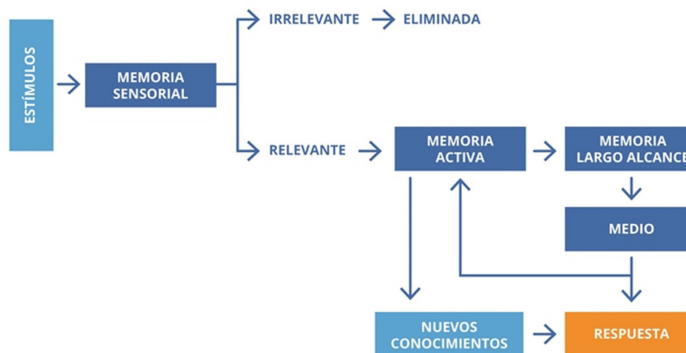 ESTÍMULOS
MEMORIA
SENSORIAL
IRRELEVANTE
ELIMINADA
RELEVANTE
MEMORIA
ACTIVA
MEMORIA
LARGO ALCANCE
MEDIO
NUEVOS
CONOCIMIENTOS
RESPUESTA